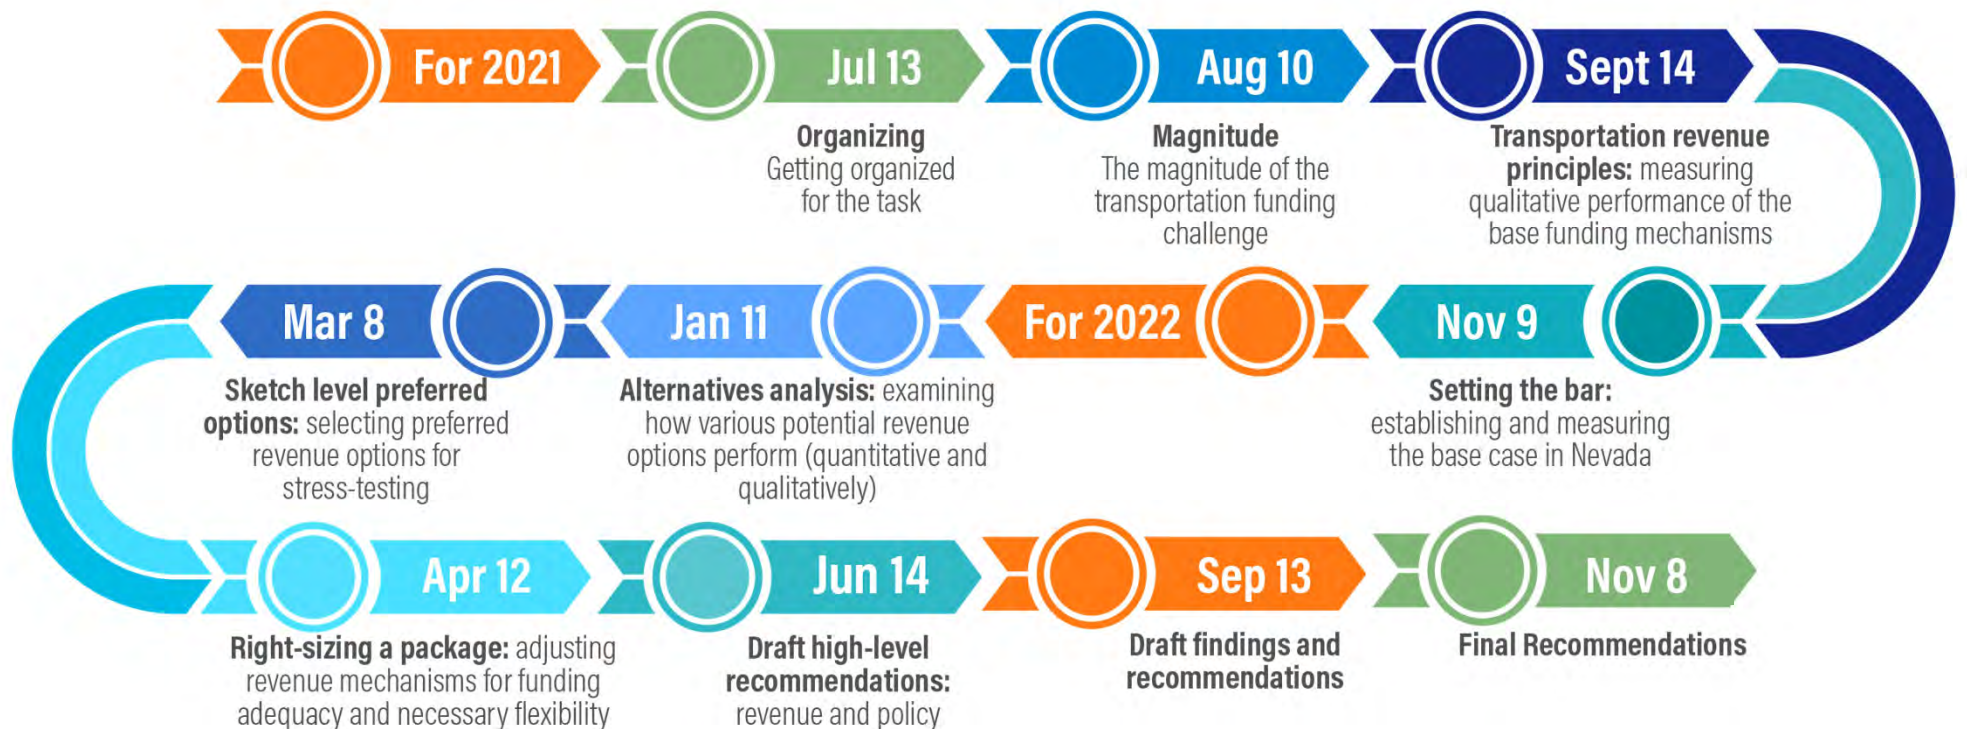 For 2021
Jul 13
Aug 10
Sept 14
Organizing
Getting organized
for the task
Magnitude
The magnitude of the
transportation funding
challenge
Transportation revenue
principles: measuring
qualitative performance of the
base funding mechanisms
Nov 9
Setting the bar:
establishing and measuring
the base case in Nevada
For 2022
Jan 11
Alternatives analysis: examining
how various potential revenue
options perform (quantitative and
qualitatively)
Mar 8
Sketch level preferred
options: selecting preferred
revenue options for
stress-testing
Apr 12
Right-sizing a package: adjusting
revenue mechanisms for funding
adequacy and necessary flexibility
Jun 14
Draft high-level
recommendations:
revenue and policy
Sep 13
Draft findings and
recommendations
Nov 8
Final Recommendations